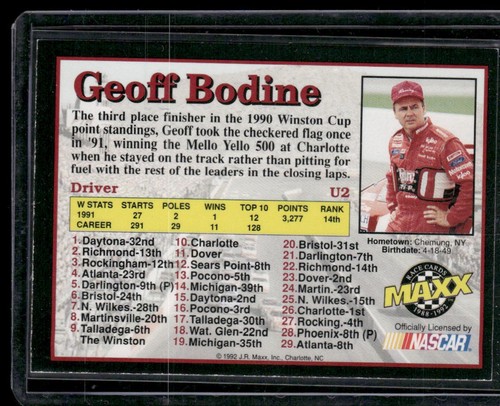 Geoff Bodine
The third place finisher in the 1990 Winston Cup
point standings, Geoff took the checkered flag once
in '91, winning the Mello Yello 500 at Charlotte
when he stayed on the track rather than pitting for
fuel with the rest of the leaders in the closing laps.
Driver U2
W STATS STARTS POLES WINS TOP 10 POINTS RANK
1991 27 2 1 12 3,277 14th
CAREER 291 29 11 128
1. Daytona-32nd
2. Richmond-13th
3. Rockingham-12th
4. Atlanta-23rd
5. Darlington-9th (P)
6. Bristol-24th
7. N. Wilkes.-28th
8. Martinsville-20th
9. Talladega-6th
The Winston
10. Charlotte
11. Dover
12. Sears Point-8th
13. Pocono-5th
14. Michigan-39th
15. Daytona-2nd
16. Pocono-3rd
17. Talladega-30th
18. Wat. Glen-22nd
19. Michigan-35th
20. Bristol-31st
21. Darlington-7th
22. Richmond-14th
23. Dover-2nd
24. Martin.-23rd
25. N. Wilkes.-15th
26. Charlotte-1st
27. Rocking.-4th
28. Phoenix-8th (P)
29. Atlanta-8th
Hometown: Chemung, NY
Birthdate: 4-18-49
RACE CARDS
MAXX
1988-1992
Officially Licensed by
NASCAR
© 1992 J.R. Maxx, Inc., Charlotte, NC